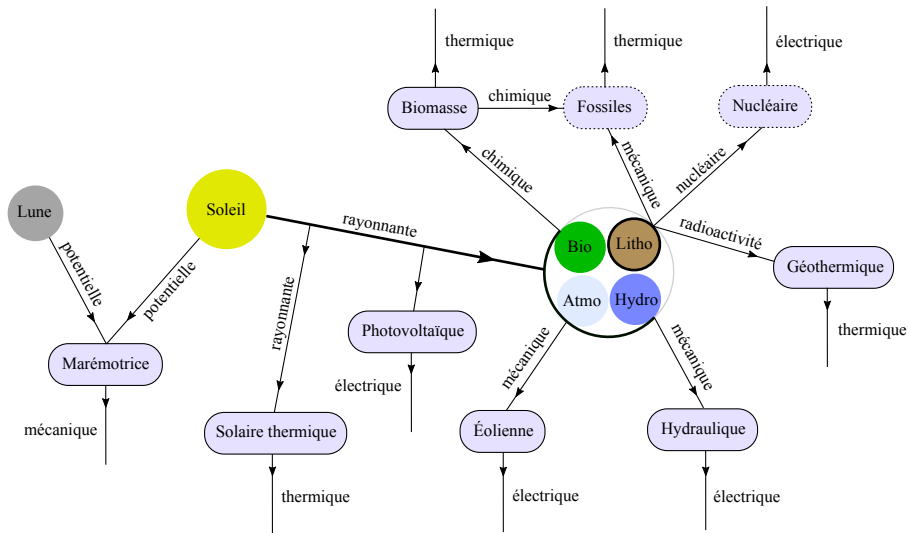 thermique
thermique
électrique
Biomasse
chimique
Fossiles
Nucléaire
chimique
mécanique
nucléaire
Lune
Soleil
rayonnante
Bio
Litho
radioactivité
potentielle
potentielle
rayonnante
Atmo
Hydro
Géothermique
Photovoltaïque
thermique
Marémotrice
mécanique
mécanique
électrique
mécanique
Solaire thermique
Éolienne
Hydraulique
thermique
électrique
électrique